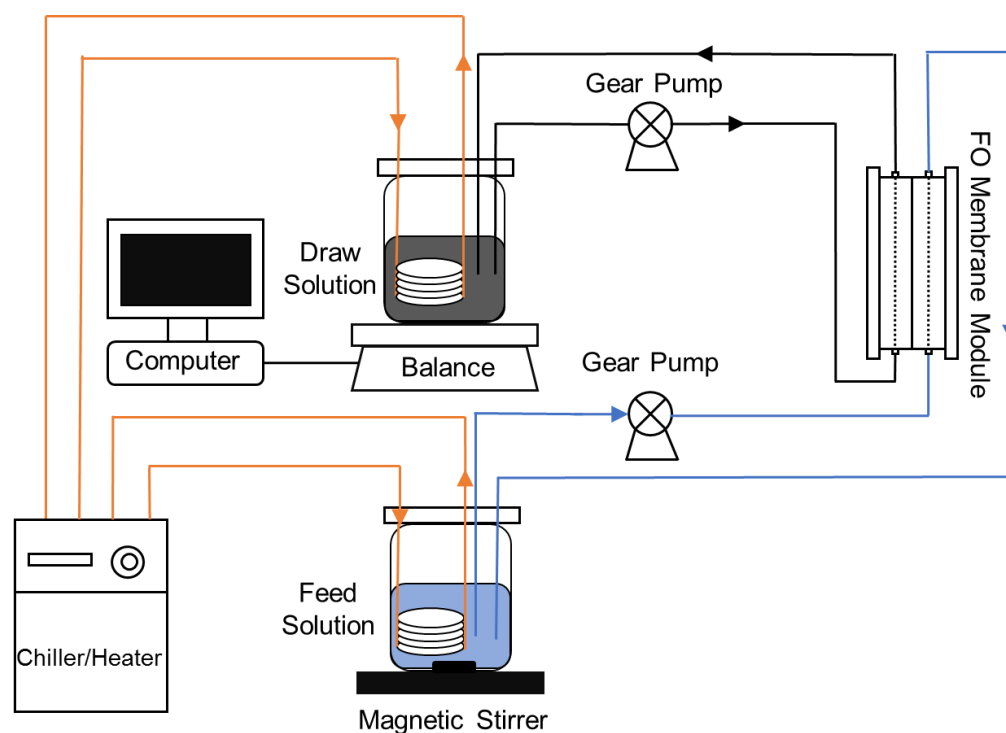 Gear Pump
FO Membrane Module
Draw
Solution
Computer
Balance
Gear Pump
Feed
Solution
Chiller/Heater
Magnetic Stirrer